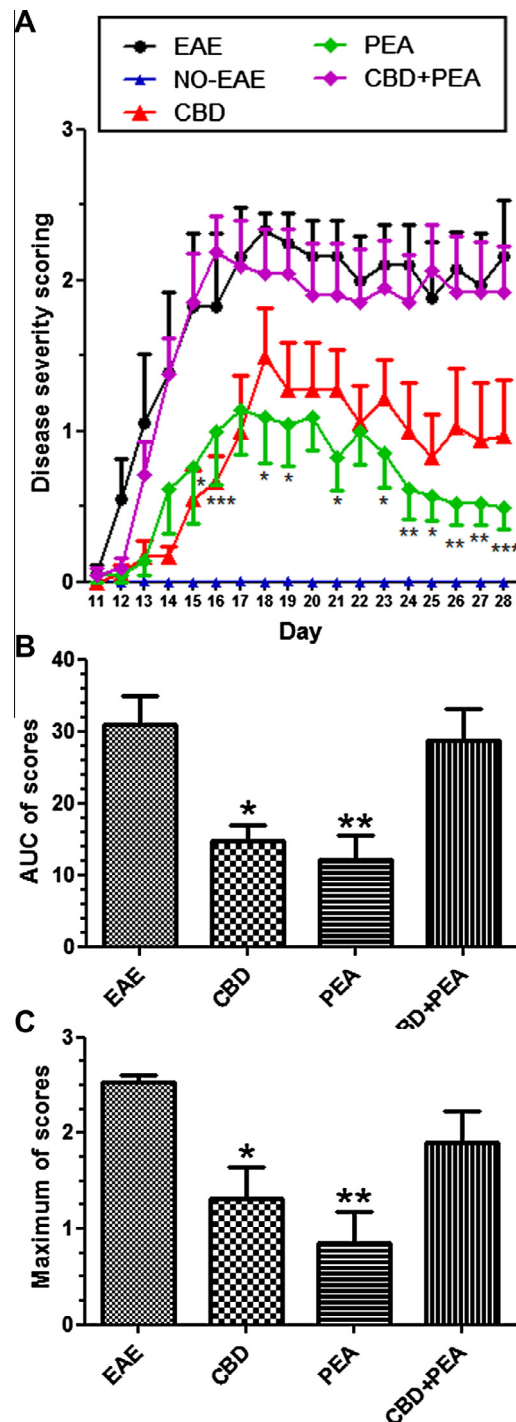 A
EAE
PEA
NO-EAE
CBD+PEA
CBD
Disease severity scoring
3
2
1
0
*
***
*
*
*
*
**
*
**
**
***
11 12 13 14 15 16 17 18 19 20 21 22 23 24 25 26 27 28
Day
B
AUC of scores
40
30
20
10
0
*
**
EAE
CBD
PEA
BD+PEA
C
Maximum of scores
3
2
1
0
*
**
EAE
CBD
PEA
CBD+PEA